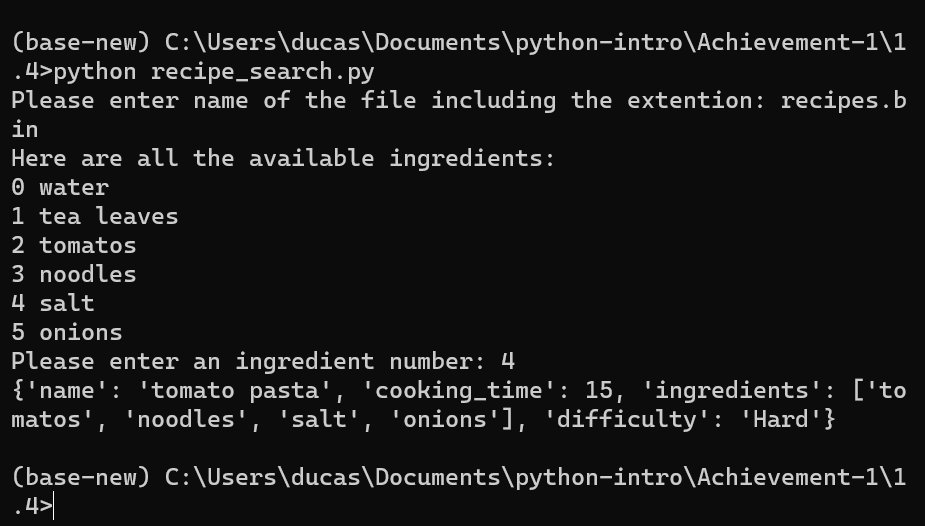 (base-new) C:\Users\ducas\Documents\python-intro\Achievement-1\1
.4>python recipe_search.py
Please enter name of the file including the extention: recipes.b
in
Here are all the available ingredients:
0 water
1 tea leaves
2 tomatos
3 noodles
4 salt
5 onions
Please enter an ingredient number: 4
{'name': 'tomato pasta', 'cooking_time': 15, 'ingredients': ['to
matos', 'noodles', 'salt', 'onions'], 'difficulty': 'Hard'}
(base-new) C:\Users\ducas\Documents\python-intro\Achievement-1\1
.4>